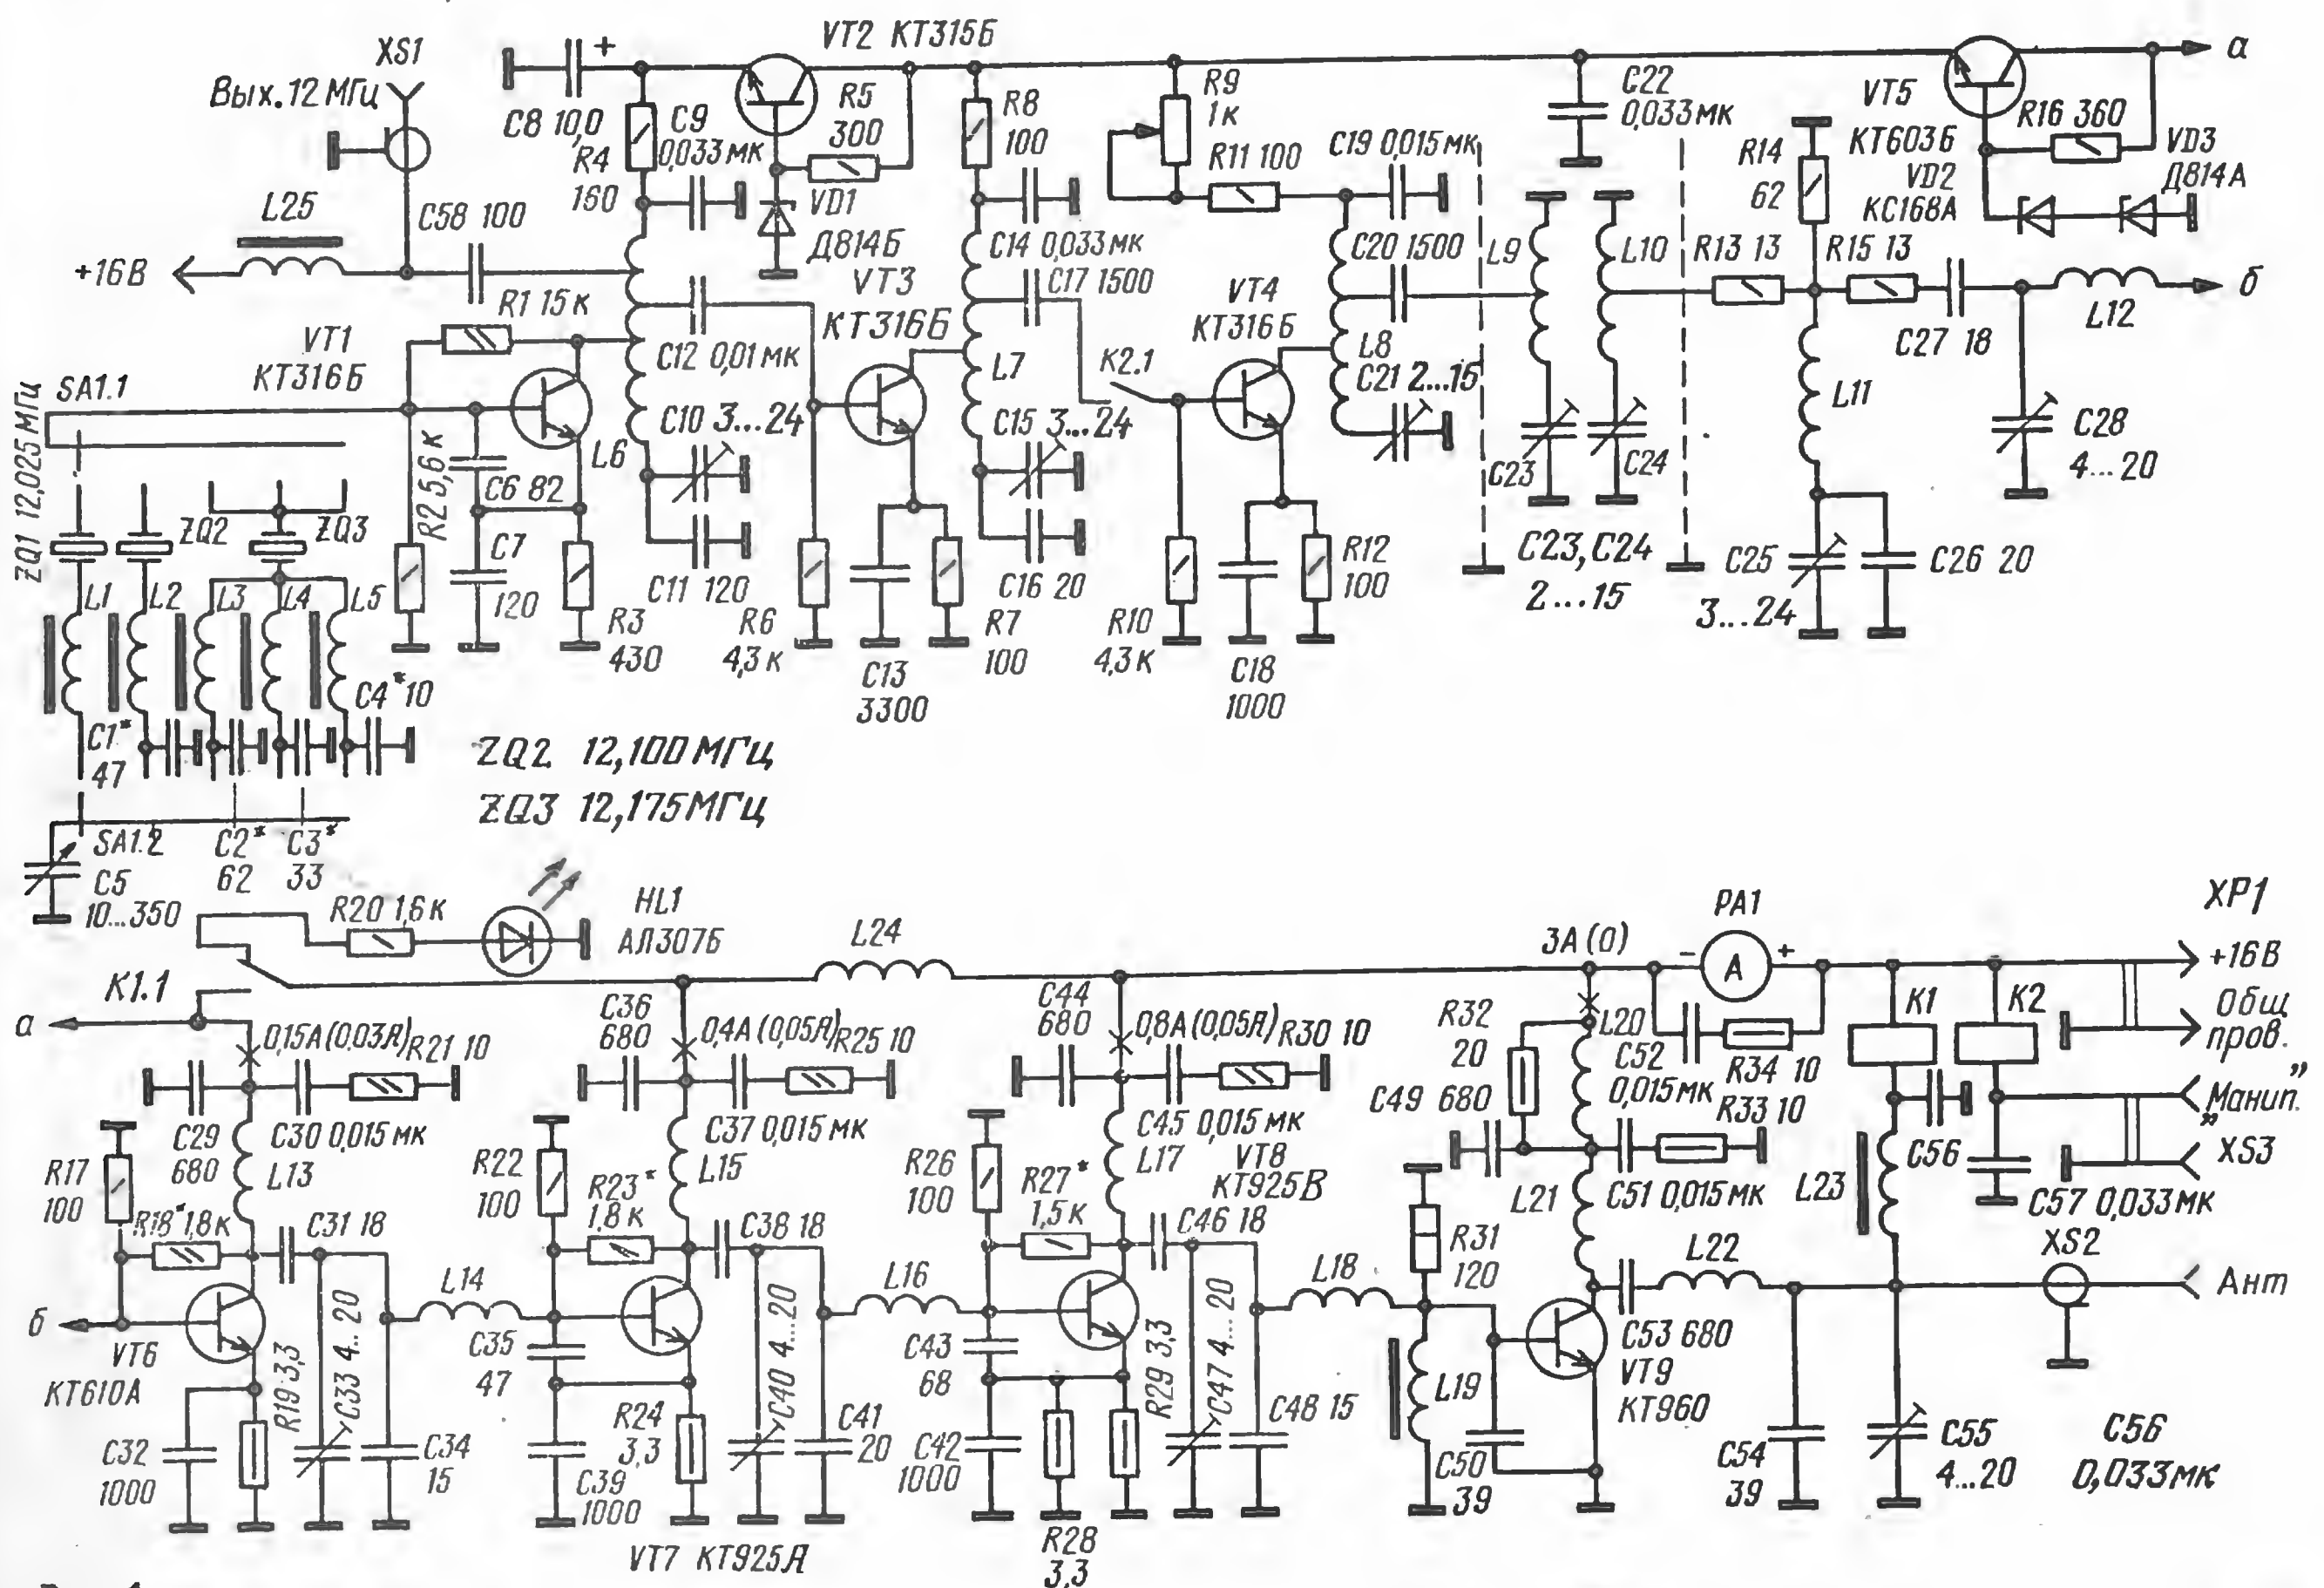 XS1
Вых. 12 МГц
+16В
L25
C58 100
C8 10,0
+
R4
160
C9
0,033 мк
VT2 КТ315Б
R5
300
VD1
Д814Б
R8
100
C14 0,033 мк
C17 1500
R9
1к
R11 100
C19 0,015 мк
C20 1500
C22
0,033 мк
L9
L10
R14
62
R13 13
R15 13
VT5
КТ603Б
VD2
КС168А
R16 360
VD3
Д814А
а
б
L12
C27 18
C28
4...20
L11
C25
3...24
C26 20
VT1
КТ316Б
R1 15 к
SA1.1
ZQ1 12,025 МГц
R2 5,6 к
C6 82
C7
120
R3
430
L6
C12 0,01 мк
C10 3...24
C11 120
VT3
КТ316Б
R6
4,3 к
C13
3300
L7
C15 3...24
C16 20
R7
100
K2.1
VT4
КТ316Б
R10
4,3 к
C18
1000
R12
100
L8
C21 2...15
C23
C24
C23, C24
2...15
ZQ2
ZQ3
L1
L2
L3
L4
L5
C1*
47
C4* 10
ZQ2 12,100 МГц
ZQ3 12,175 МГц
SA1.2
C5
10...350
C2*
62
C3*
33
R20 1,6 к
HL1
АЛ307Б
L24
3А (0)
PA1
−
А
+
XP1
+16В
Общ
пров.
„Манип."
XS3
K1
K2
K1.1
а
0,15А (0,03А)
R21 10
C29
680
C30 0,015 мк
L13
R17
100
R18* 1,8 к
C31 18
б
VT6
КТ610А
C32
1000
R19 3,3
C33 4..20
C34
15
L14
C36
680
0,4А (0,05А)
R25 10
C37 0,015 мк
L15
R22
100
R23*
1,8 к
C38 18
C35
47
R24
3,3
C39
1000
VT7 КТ925А
C40 4...20
C41
20
L16
C44
680
0,8А (0,05А)
R30 10
C45 0,015 мк
L17
VT8
КТ925В
R26
100
R27*
1,5 к
C46 18
C43
68
C42
1000
R28
3,3
R29 3,3
C47 4...20
C48 15
L18
R32
20
L20
C52
0,015 мк
R34 10
R33 10
C49 680
C51 0,015 мк
L21
R31
120
L19
C50
39
C53 680
VT9
КТ960
L22
L23
C56
C57 0,033 мк
XS2
Ант
C54
39
C55
4...20
C56
0,033 мк